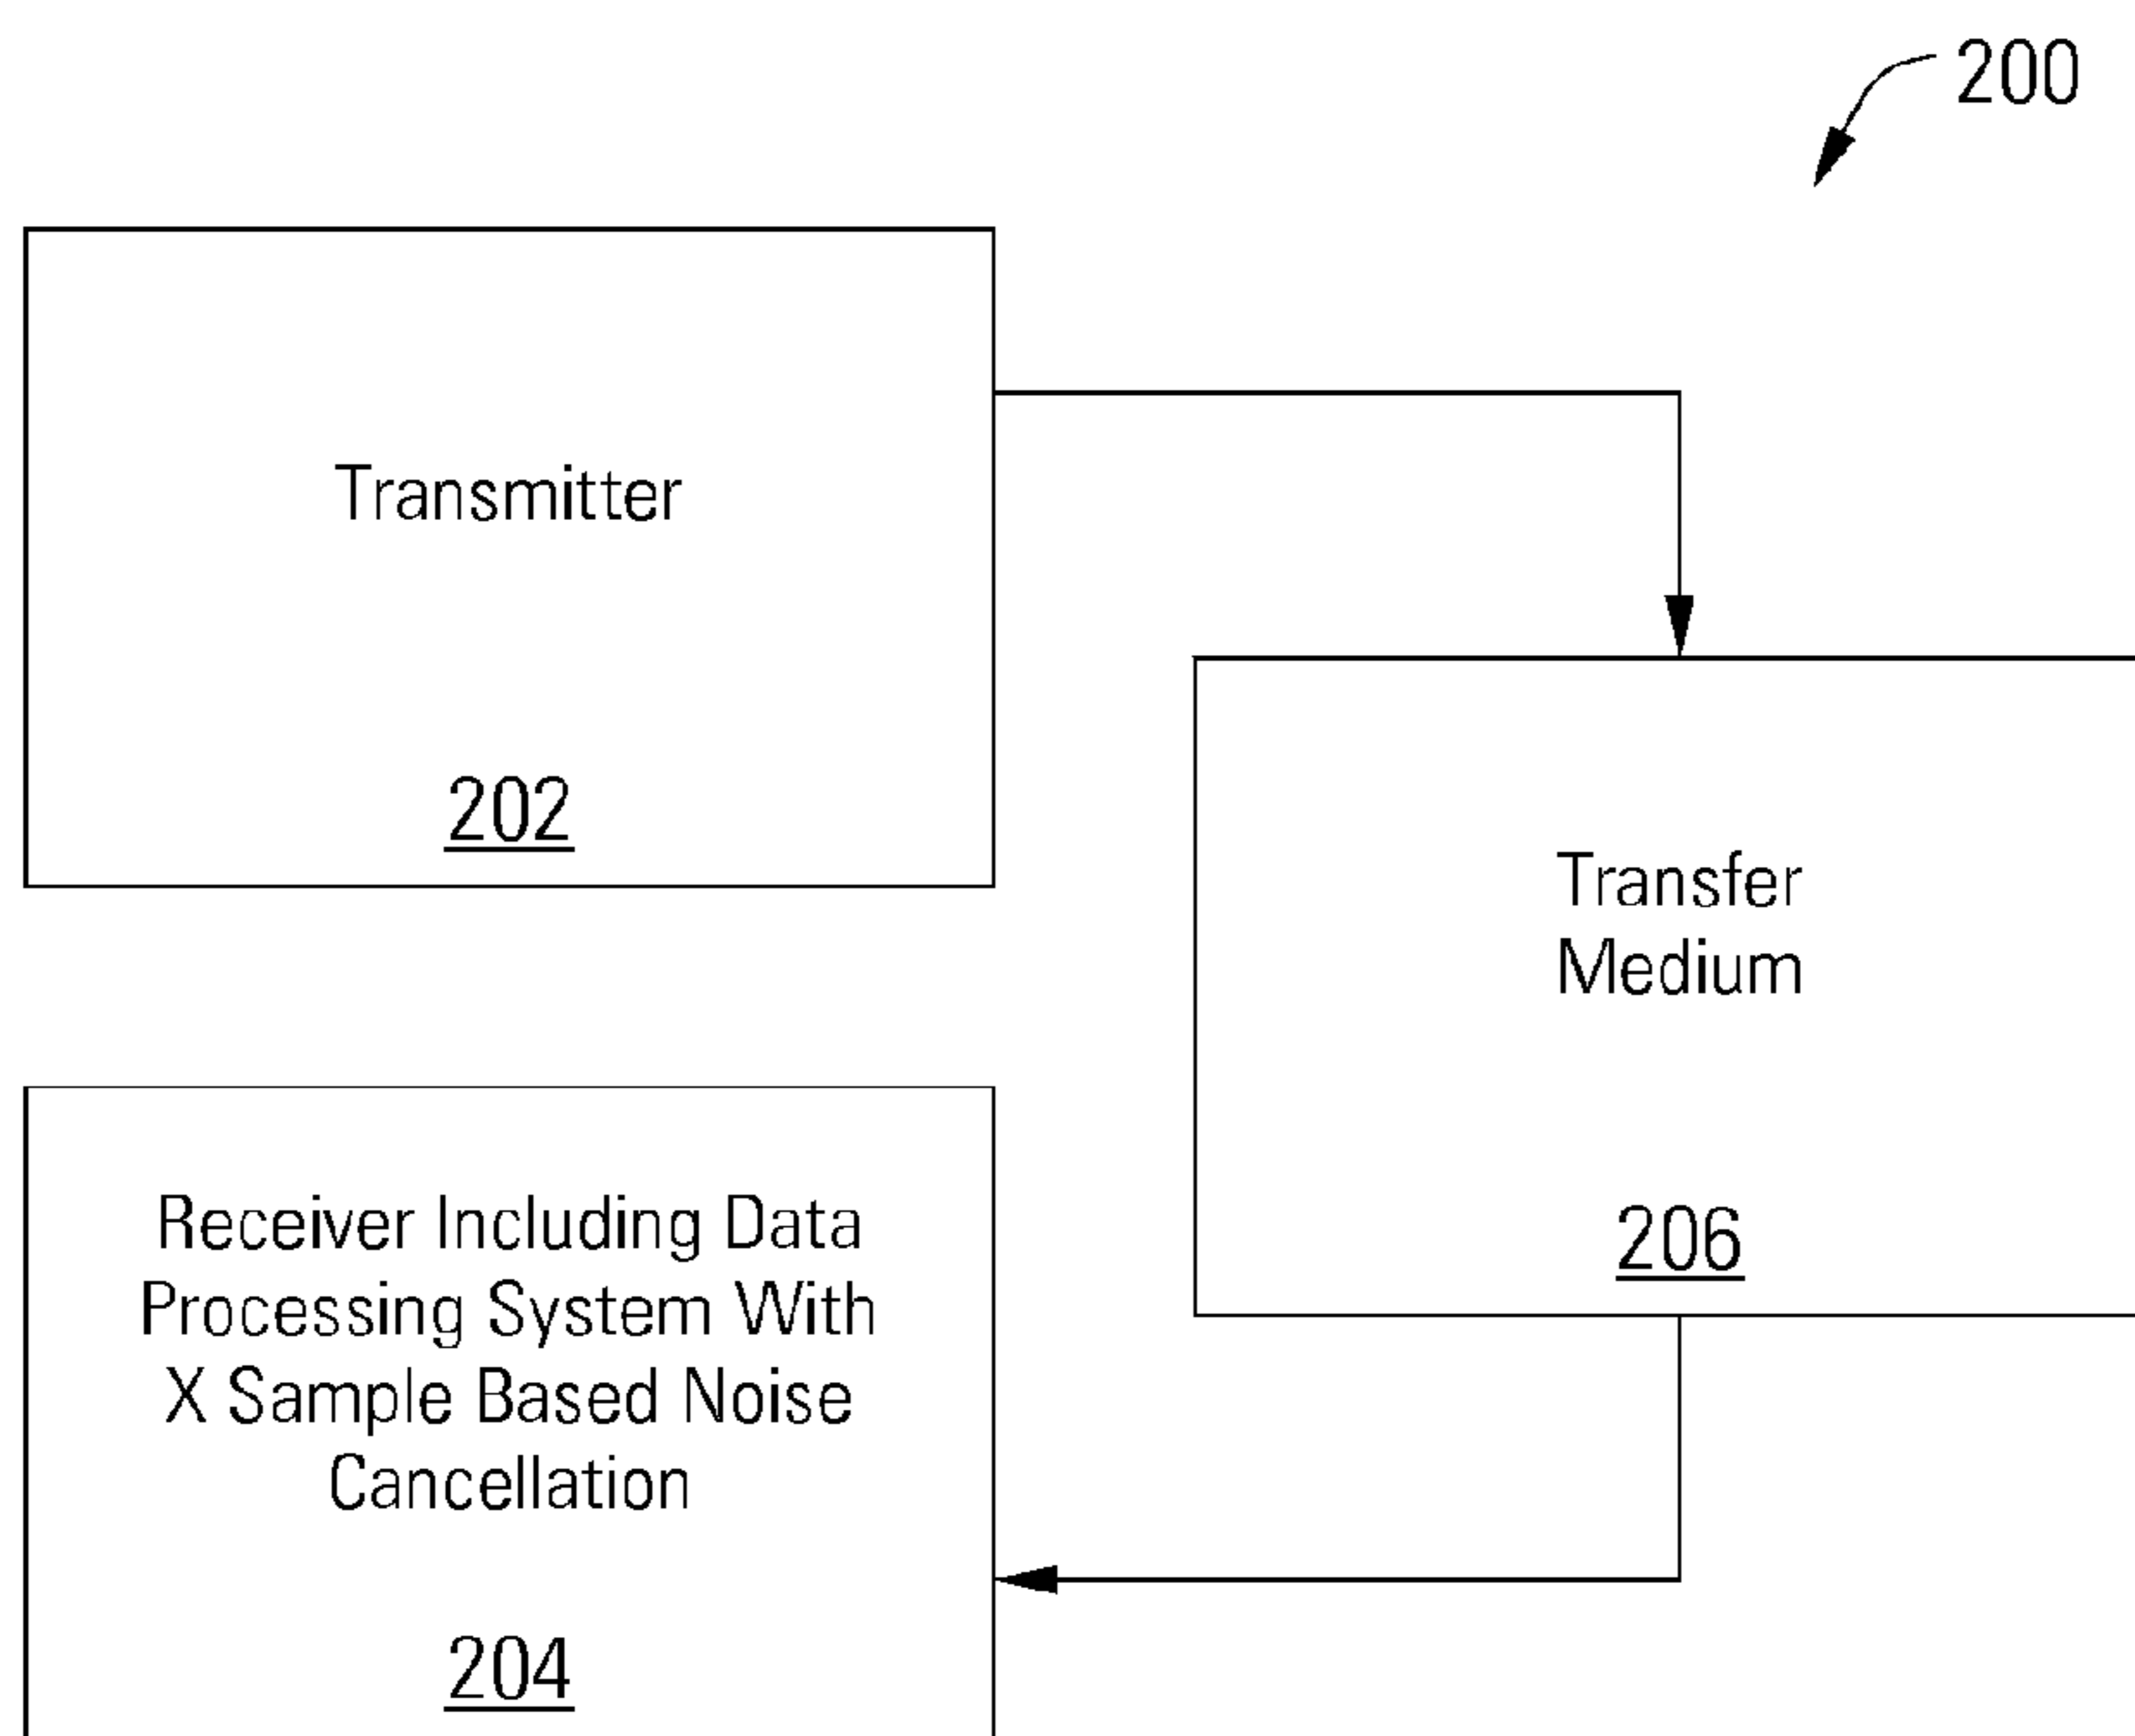 200
Transmitter
202
Transfer
Medium
206
Receiver Including Data
Processing System With
X Sample Based Noise
Cancellation
204